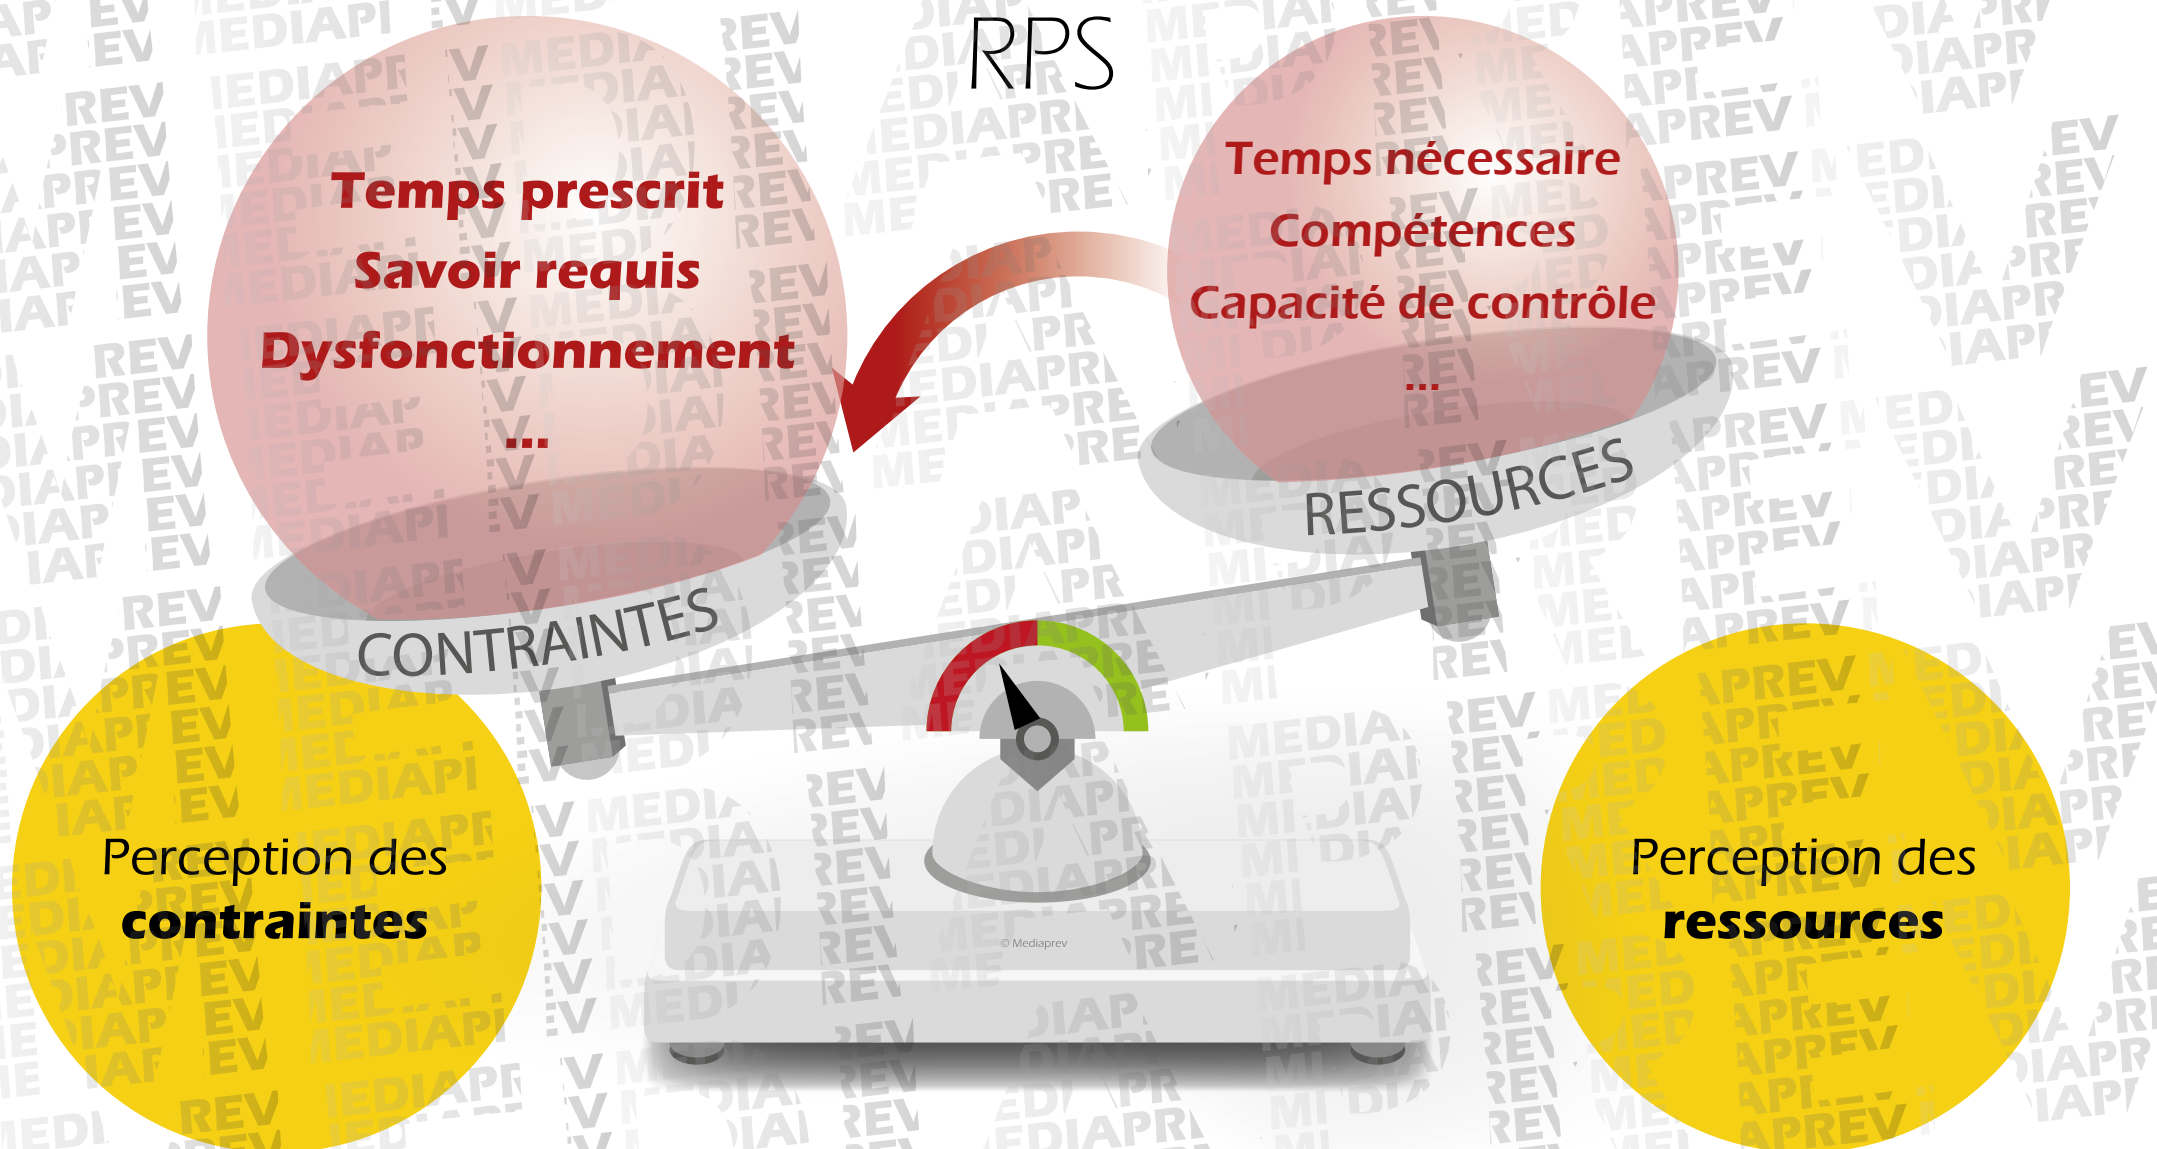 RPS
Temps prescrit
Savoir requis
Dysfonctionnement
...
Temps nécessaire
Compétences
Capacité de contrôle
...
CONTRAINTES
RESSOURCES
Perception des
contraintes
Perception des
ressources
© Mediaprev